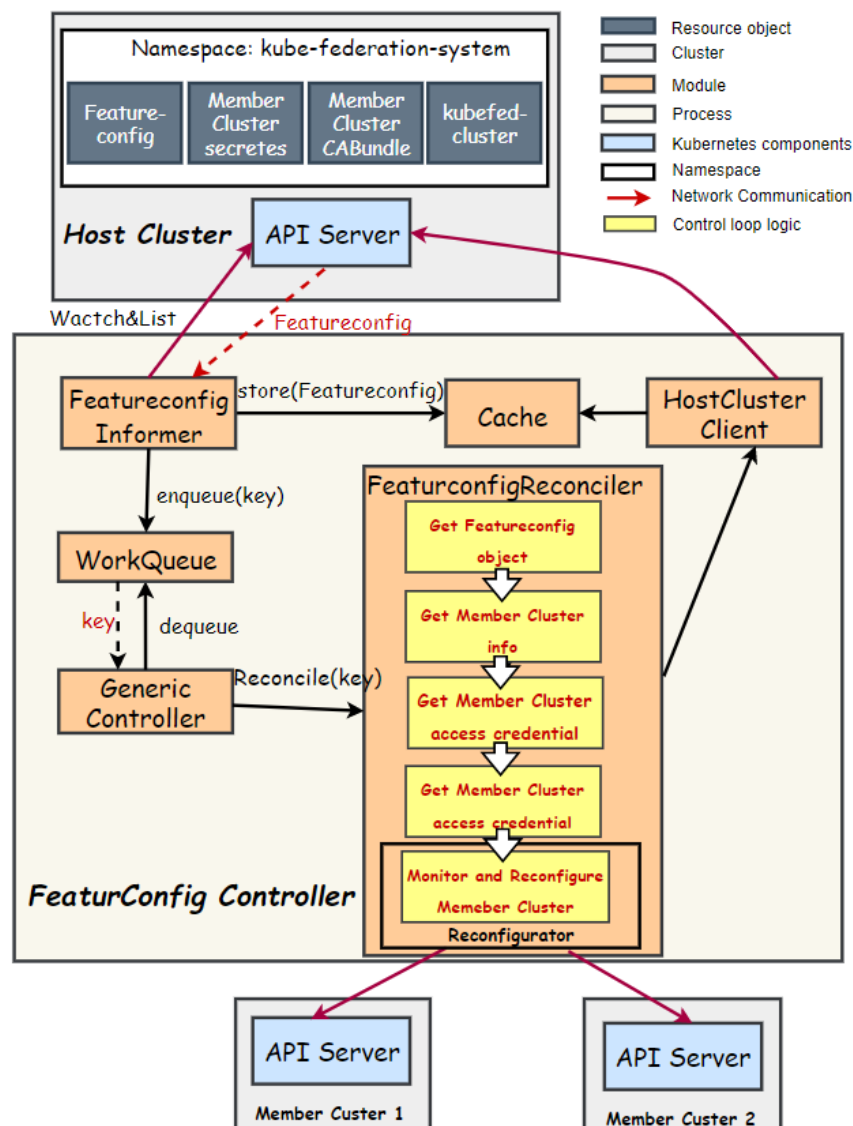 Namespace: kube-federation-system
Feature-
config
Member
Cluster
secretes
Member
Cluster
CABundle
kubefed-
cluster
Host Cluster
API Server
Resource object
Cluster
Module
Process
Kubernetes components
Namespace
Network Communication
Control loop logic
Wactch&List
Featureconfig
Featureconfig
Informer
store(Featureconfig)
Cache
HostCluster
Client
enqueue(key)
WorkQueue
key
dequeue
Generic
Controller
Reconcile(key)
FeaturconfigReconciler
Get Featureconfig
object
Get Member Cluster
info
Get Member Cluster
access credential
Get Member Cluster
access credential
Monitor and Reconfigure
Memeber Cluster
Reconfigurator
FeaturConfig Controller
API Server
Member Custer 1
API Server
Member Custer 2